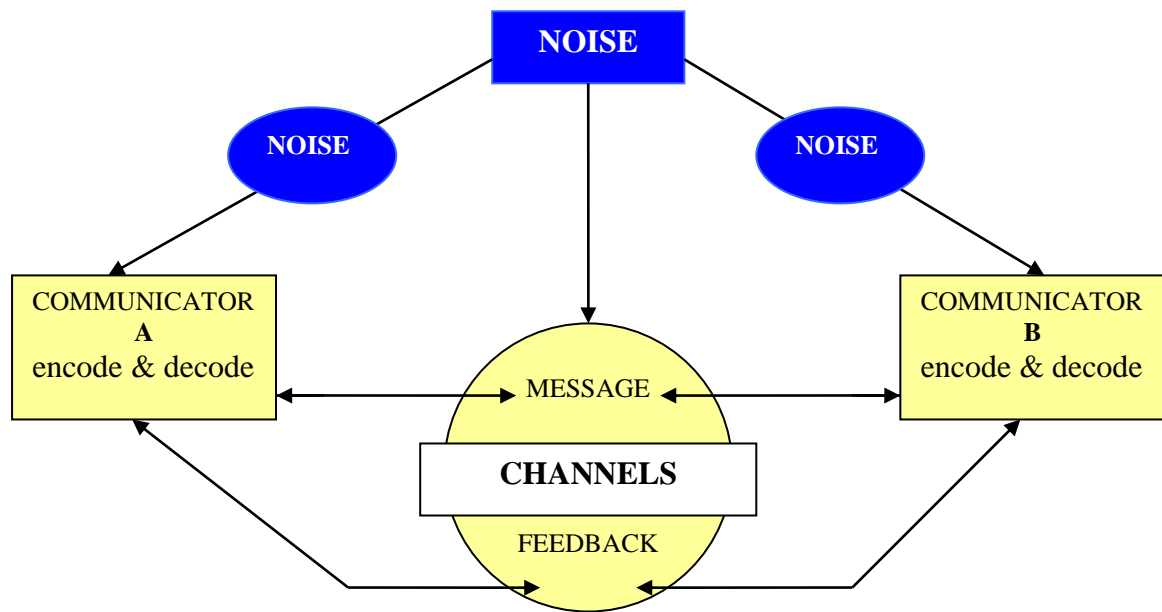 NOISE
NOISE
NOISE
COMMUNICATOR
A
encode & decode
COMMUNICATOR
B
encode & decode
MESSAGE
CHANNELS
FEEDBACK